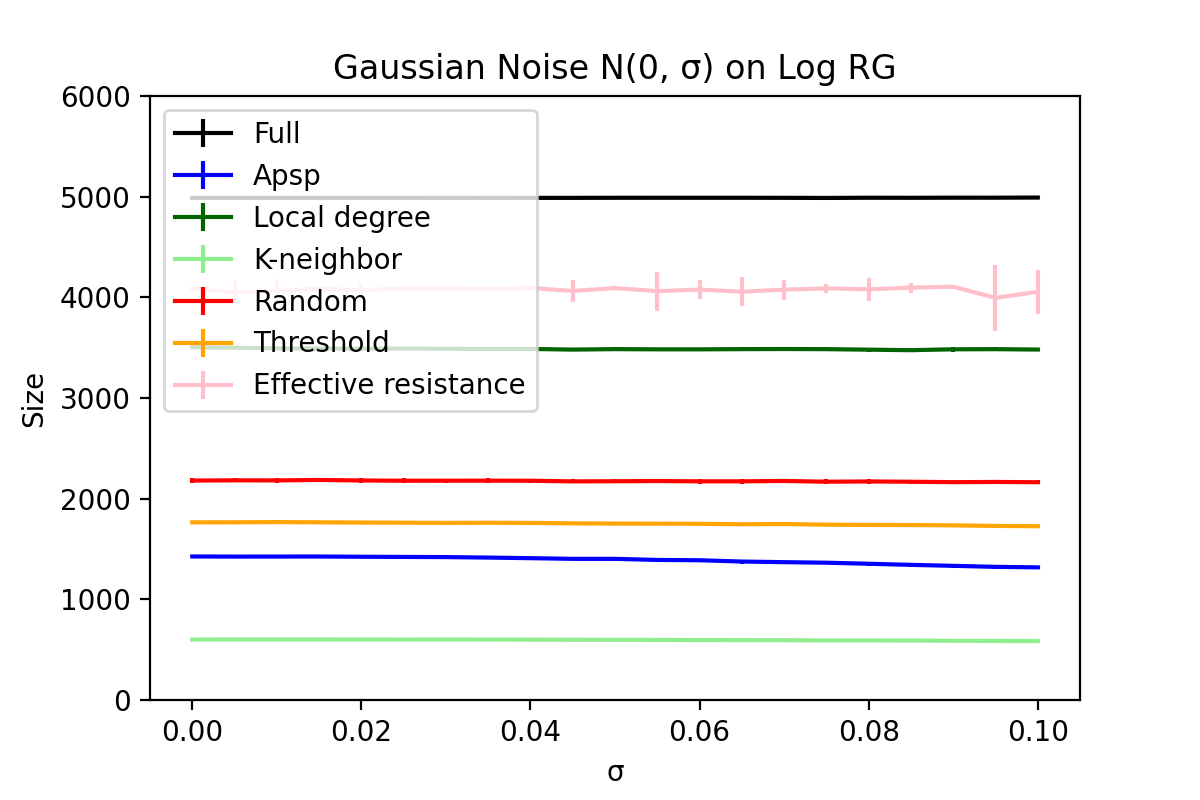 Gaussian Noise N(0, σ) on Log RG
6000
5000
4000
3000
2000
1000
0
Size
Full
Apsp
Local degree
K-neighbor
Random
Threshold
Effective resistance
0.00 0.02 0.04 0.06 0.08 0.10
σ